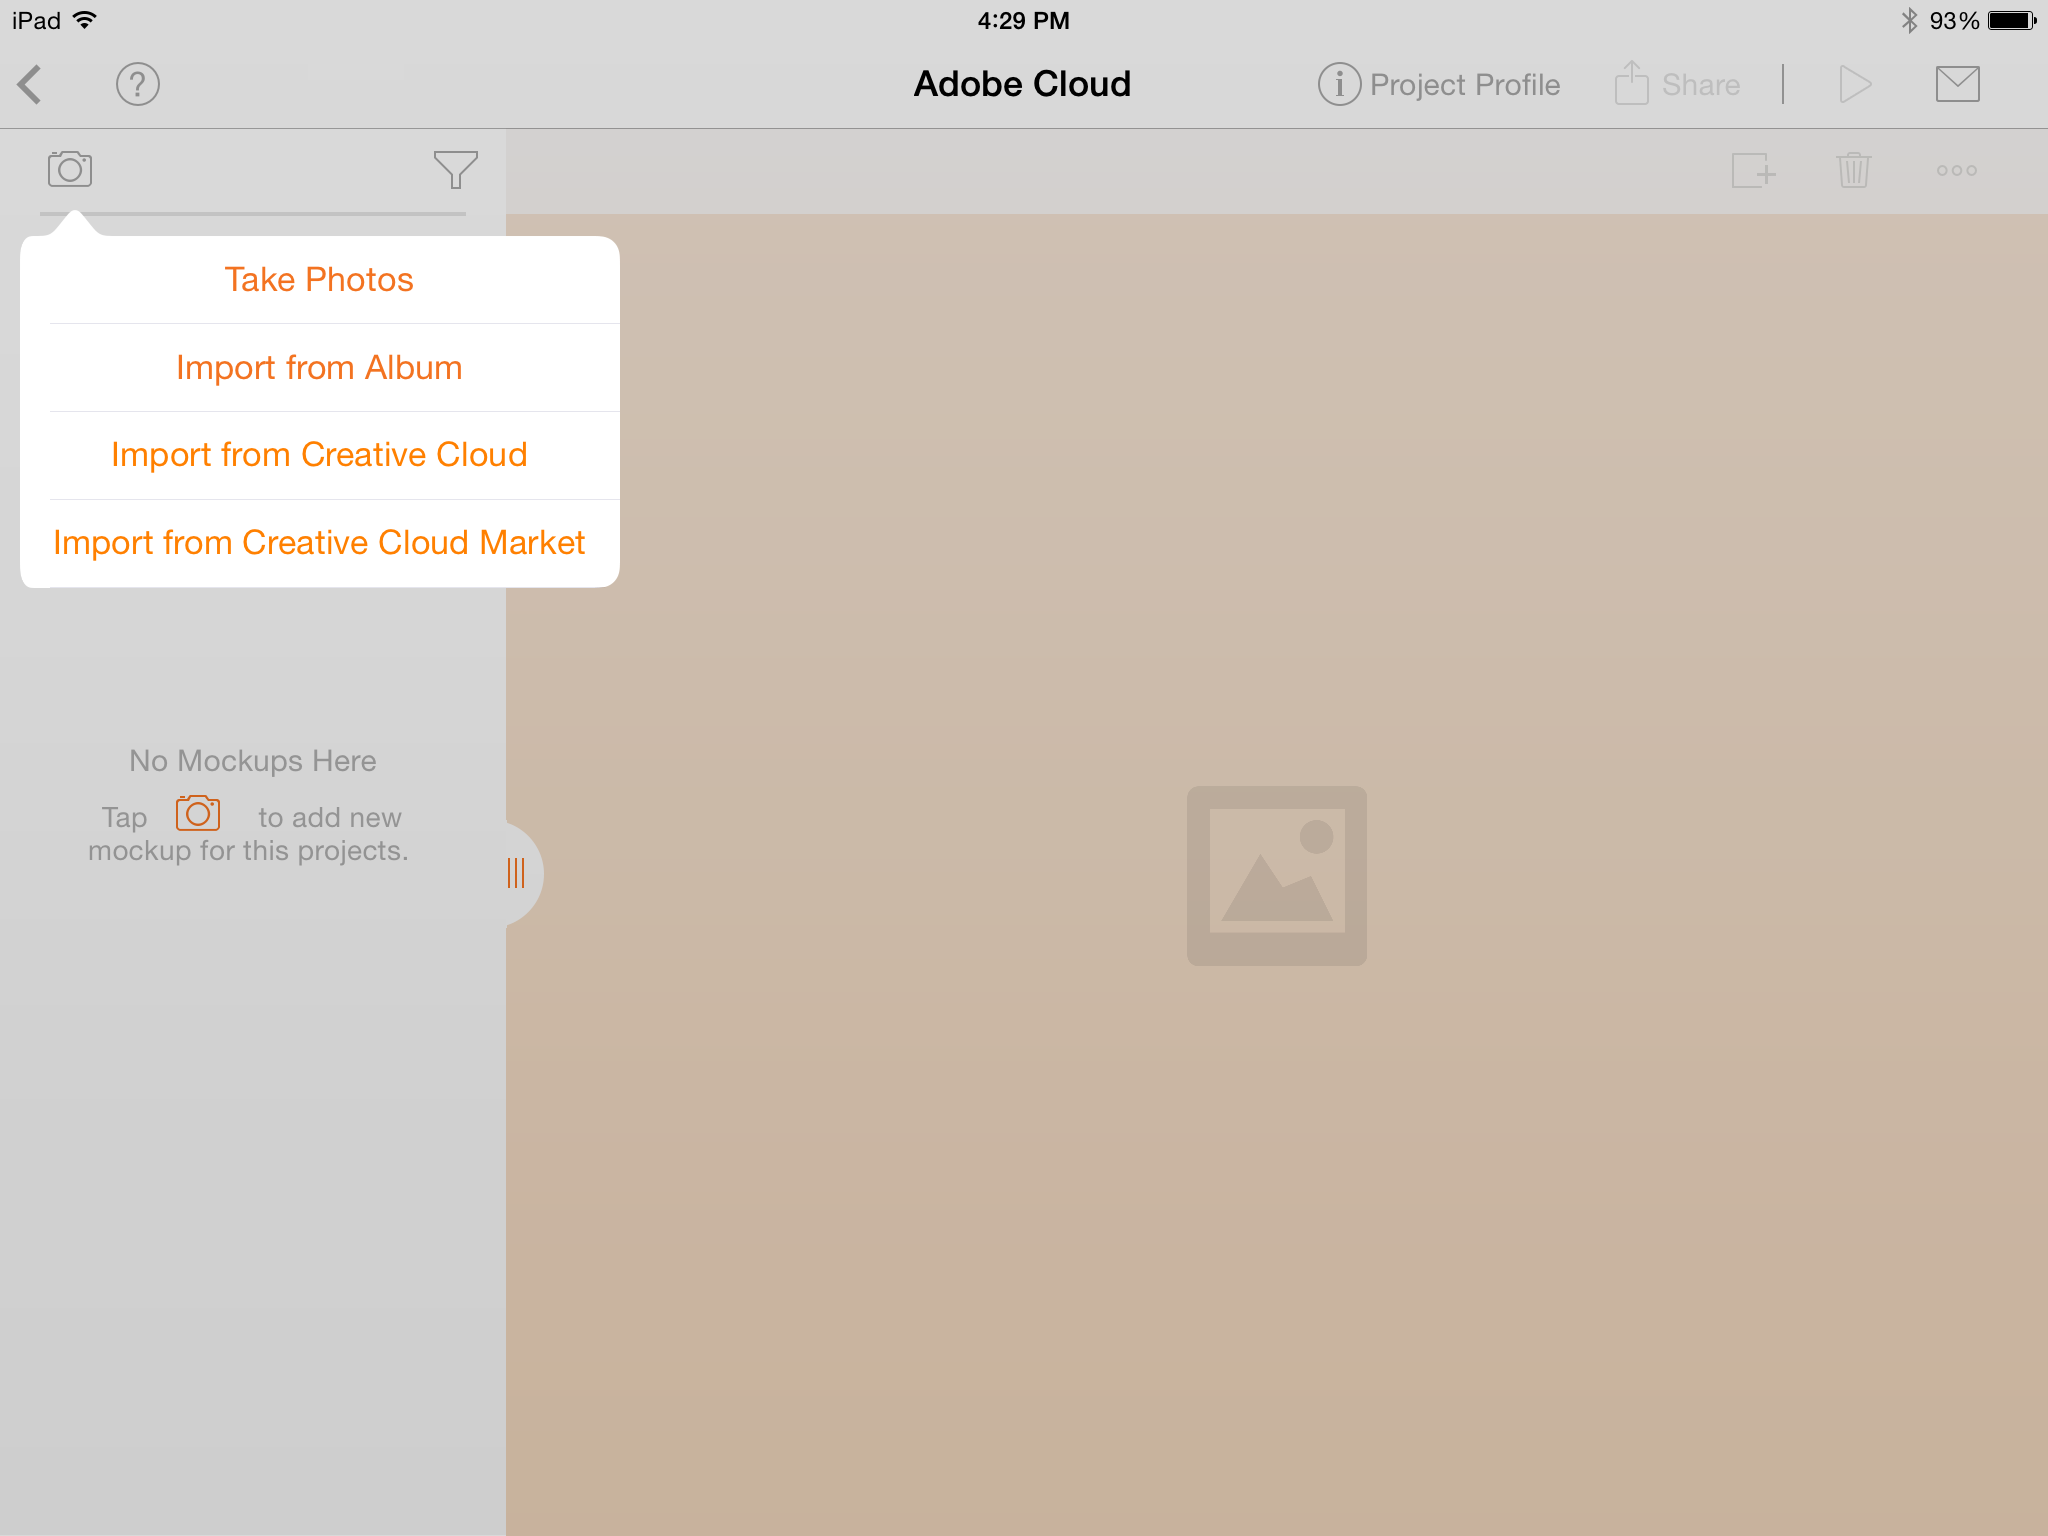 iPad 4:29 PM 93%
? Adobe Cloud i Project Profile Share
Take Photos
Import from Album
Import from Creative Cloud
Import from Creative Cloud Market
No Mockups Here
Tap to add new
mockup for this projects.